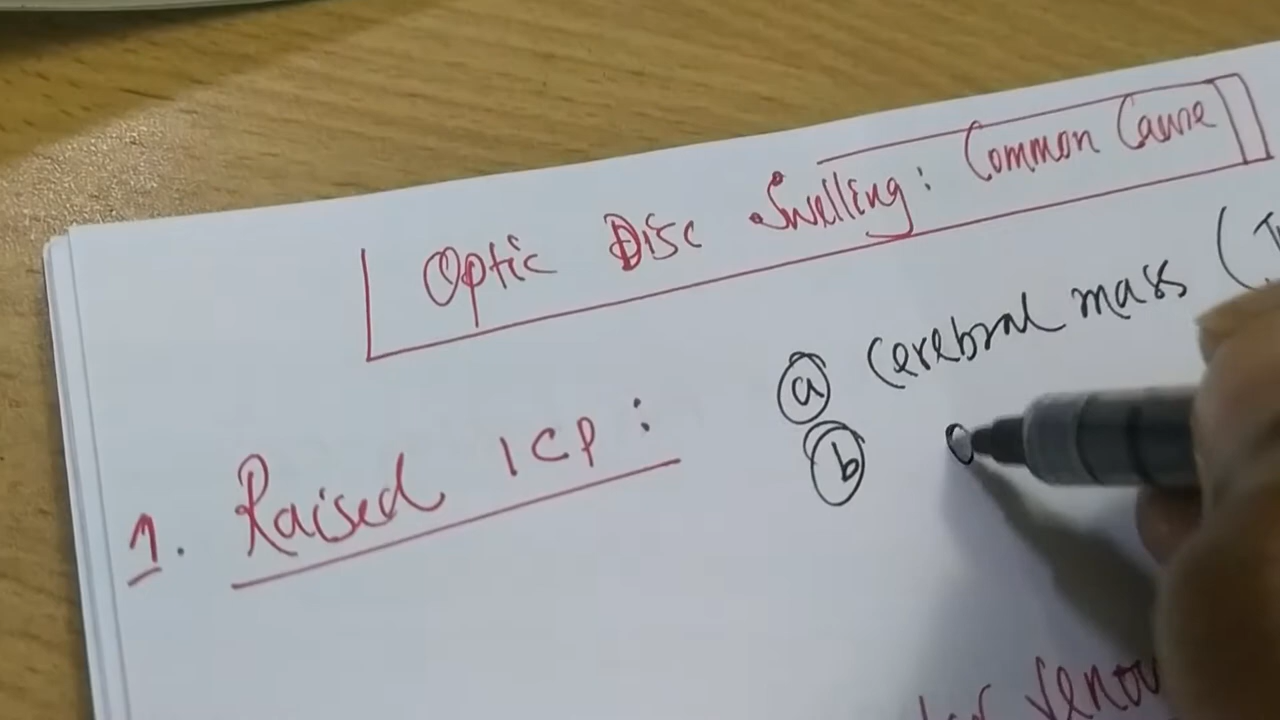 Optic Disc Swelling: Common Cause
1. Raised ICP:
(a) Cerebral mass (
(b)